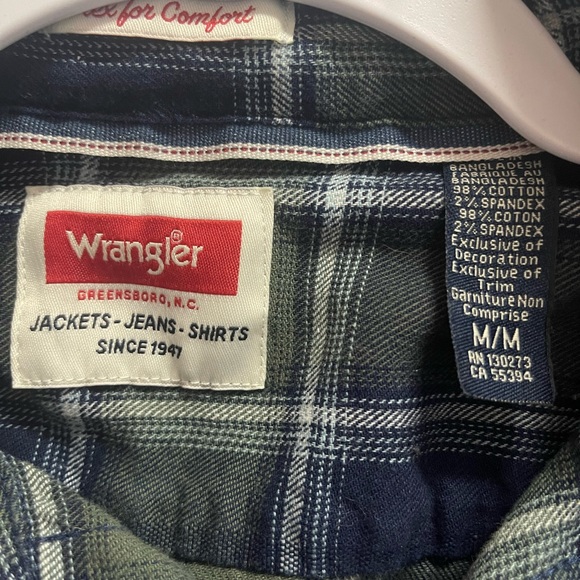 for Comfort
Wrangler®
GREENSBORO, N.C.
JACKETS - JEANS - SHIRTS
SINCE 1947
BANGLADESH
FABRIQUE AU
BANGLADESH
98% COTTON
2% SPANDEX
98% COTON
2% SPANDEX
Exclusive of
Decoration
Exclusive of
Trim
Garniture Non
Comprise
M/M
RN 130273
CA 55394